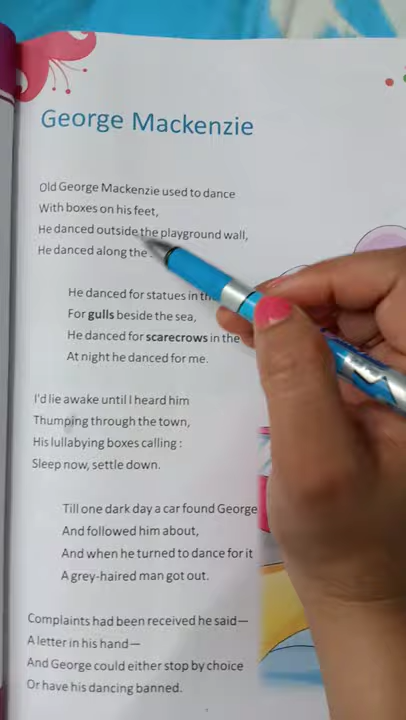 George Mackenzie
Old George Mackenzie used to dance
With boxes on his feet,
He danced outside the playground wall,
He danced along the
He danced for statues in the
For gulls beside the sea,
He danced for scarecrows in the
At night he danced for me.
I'd lie awake until I heard him
Thumping through the town,
His lullabying boxes calling :
Sleep now, settle down.
Till one dark day a car found George
And followed him about,
And when he turned to dance for it
A grey-haired man got out.
Complaints had been received he said—
A letter in his hand—
And George could either stop by choice
Or have his dancing banned.